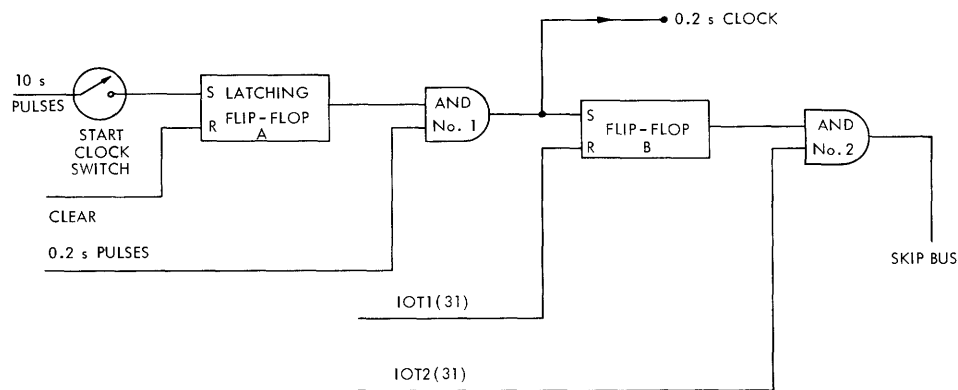 0.2 s CLOCK
10 s
PULSES
START
CLOCK
SWITCH
S
R
LATCHING
FLIP-FLOP
A
AND
No. 1
S
R
FLIP-FLOP
B
AND
No. 2
CLEAR
0.2 s PULSES
SKIP BUS
IOT1(31)
IOT2(31)